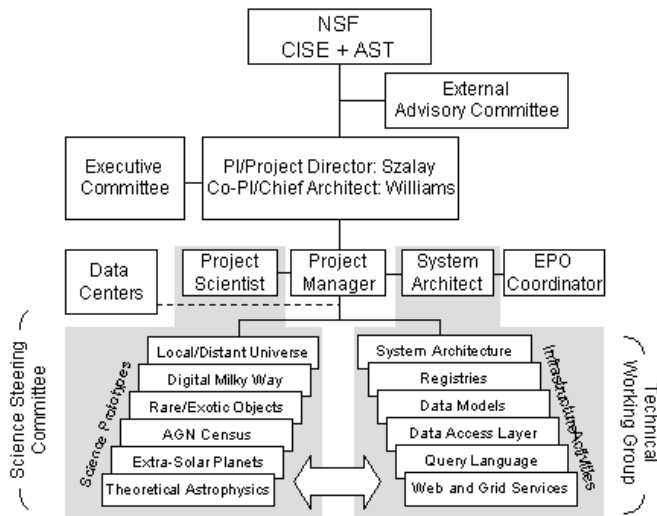 NSF
CISE + AST
External
Advisory Committee
Executive
Committee
PI/Project Director: Szalay
Co-PI/Chief Architect: Williams
Data
Centers
Project
Scientist
Project
Manager
System
Architect
EPO
Coordinator
Science Steering
Committee
Science Prototypes
Local/Distant Universe
Digital Milky Way
Rare/Exotic Objects
AGN Census
Extra-Solar Planets
Theoretical Astrophysics
System Architecture
Registries
Data Models
Data Access Layer
Query Language
Web and Grid Services
Infrastructure Activities
Technical
Working Group